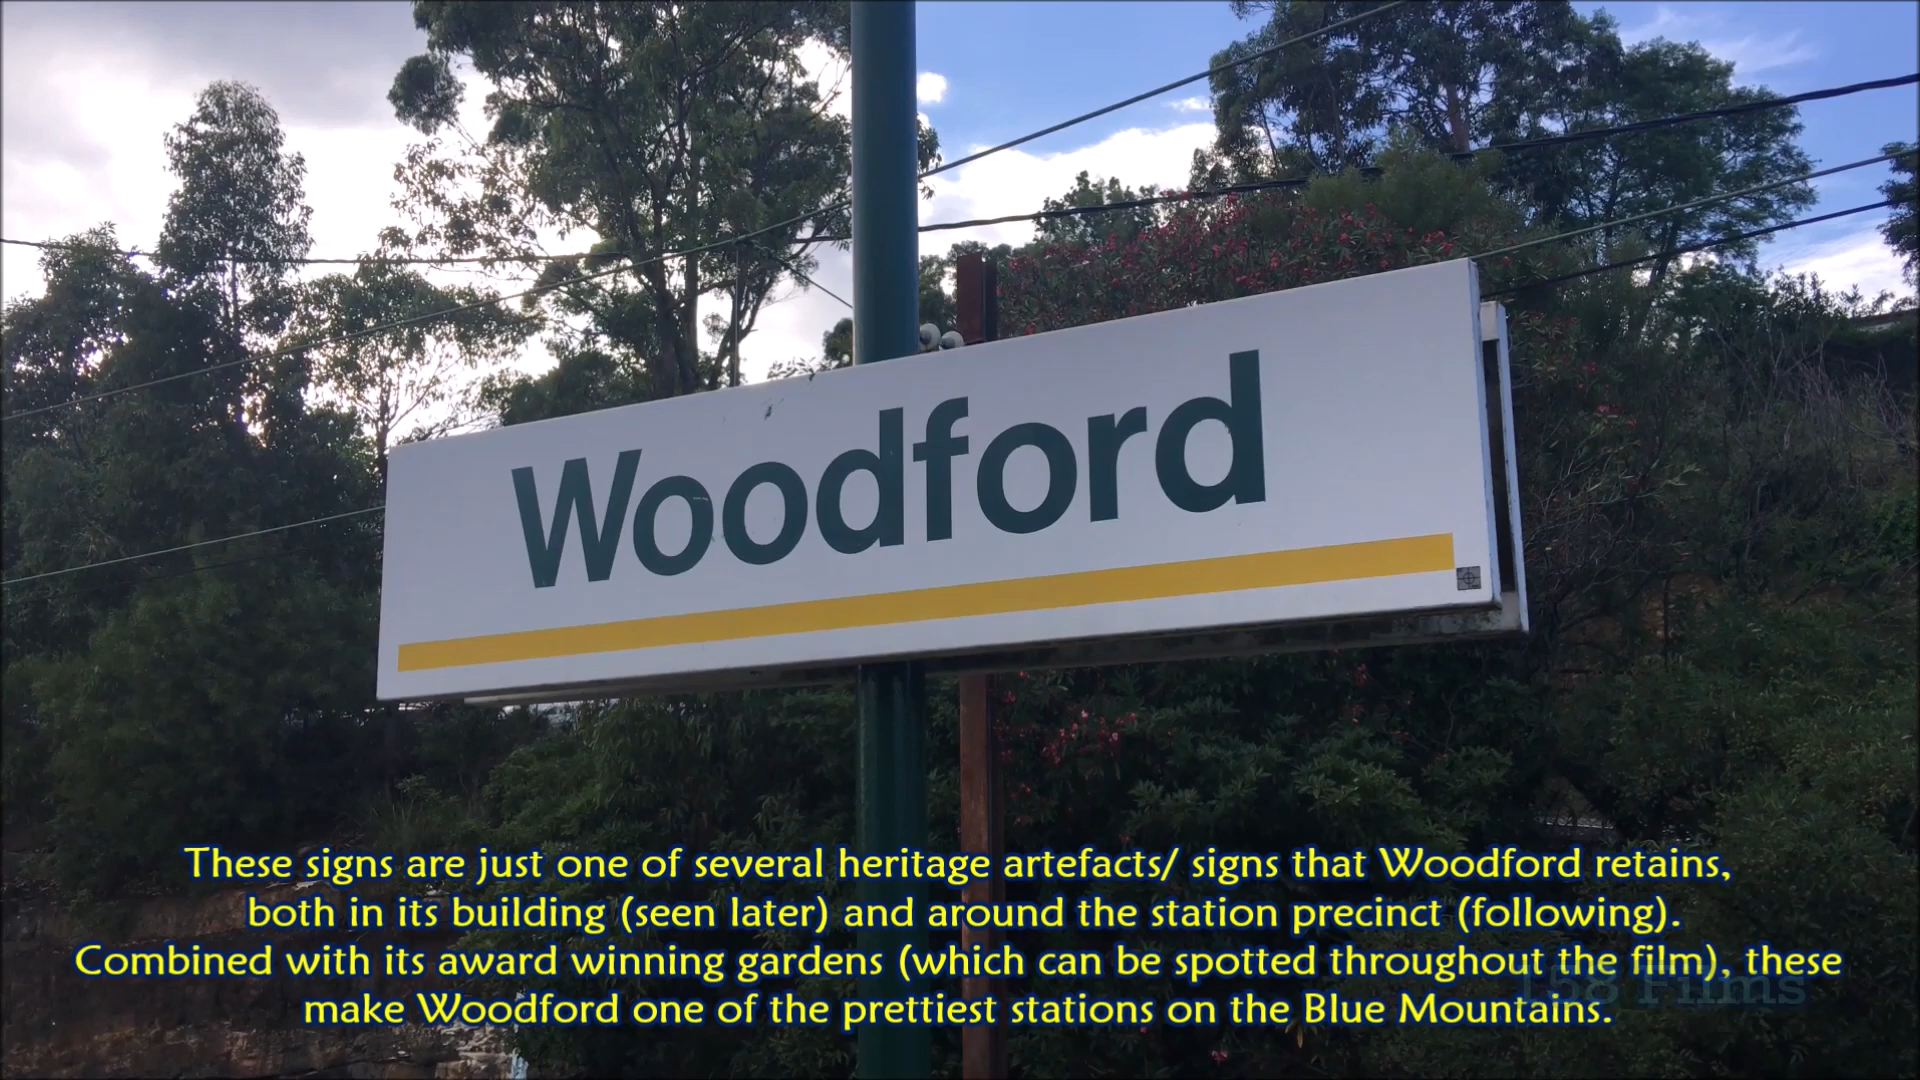 Woodford
These signs are just one of several heritage artefacts/ signs that Woodford retains,
both in its building (seen later) and around the station precinct (following).
Combined with its award winning gardens (which can be spotted throughout the film), these
make Woodford one of the prettiest stations on the Blue Mountains.
158 Films